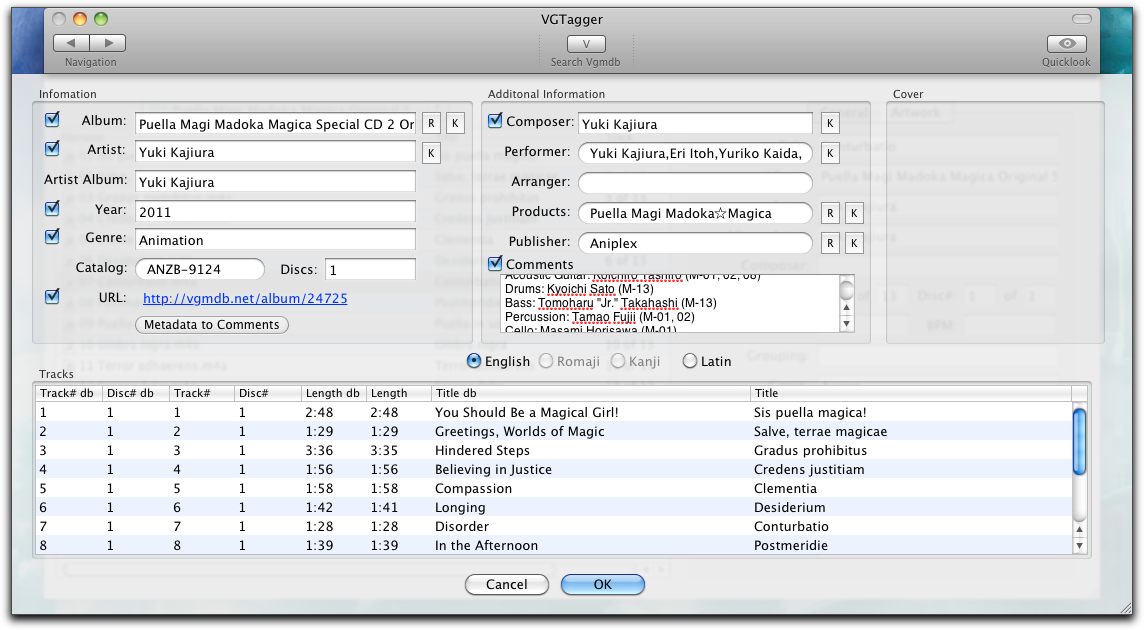 VGTagger
V
Navigation
Search Vgmdb
Quicklook
Infomation
Album: Puella Magi Madoka Magica Special CD 2 Or R K
Artist: Yuki Kajiura K
Artist Album: Yuki Kajiura
Year: 2011
Genre: Animation
Catalog: ANZB-9124 Discs: 1
URL: http://vgmdb.net/album/24725
Metadata to Comments
Additonal Information
Composer: Yuki Kajiura K
Performer: Yuki Kajiura,Eri Itoh,Yuriko Kaida, K
Arranger:
Products: Puella Magi Madoka☆Magica R K
Publisher: Aniplex R K
Comments
Acoustic Guitar: Koichiro Tashiro (M-01, 02, 08)
Drums: Kyoichi Sato (M-13)
Bass: Tomoharu "Jr." Takahashi (M-13)
Percussion: Tamao Fujii (M-01, 02)
Cello: Masami Horisawa (M-01)
Cover
English Romaji Kanji Latin
Tracks
Track# db Disc# db Track# Disc# Length db Length Title db Title
1 1 1 1 2:48 2:48 You Should Be a Magical Girl! Sis puella magica!
2 1 2 1 1:29 1:29 Greetings, Worlds of Magic Salve, terrae magicae
3 1 3 1 3:36 3:35 Hindered Steps Gradus prohibitus
4 1 4 1 1:56 1:56 Believing in Justice Credens justitiam
5 1 5 1 1:58 1:58 Compassion Clementia
6 1 6 1 1:42 1:41 Longing Desiderium
7 1 7 1 1:28 1:28 Disorder Conturbatio
8 1 8 1 1:39 1:39 In the Afternoon Postmeridie
Cancel OK